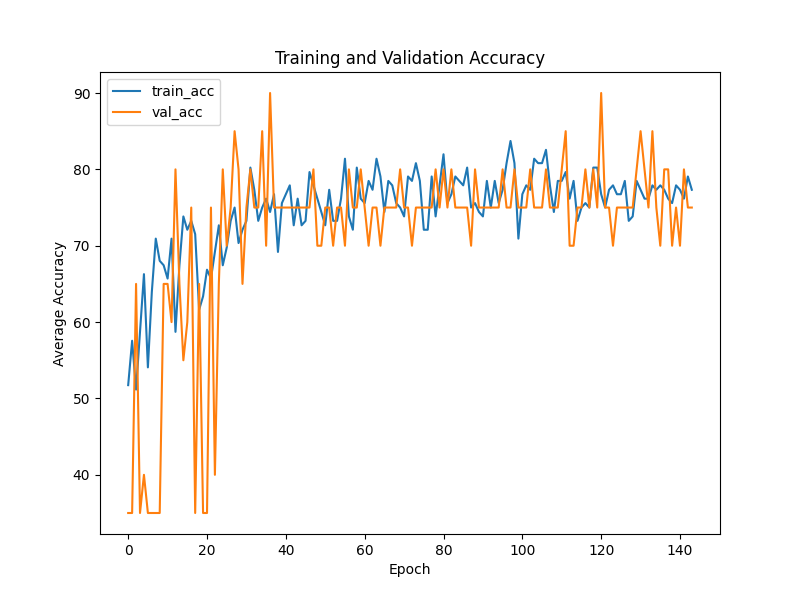 Training and Validation Accuracy
train_acc
val_acc
Average Accuracy
90
80
70
60
50
40
0 20 40 60 80 100 120 140
Epoch